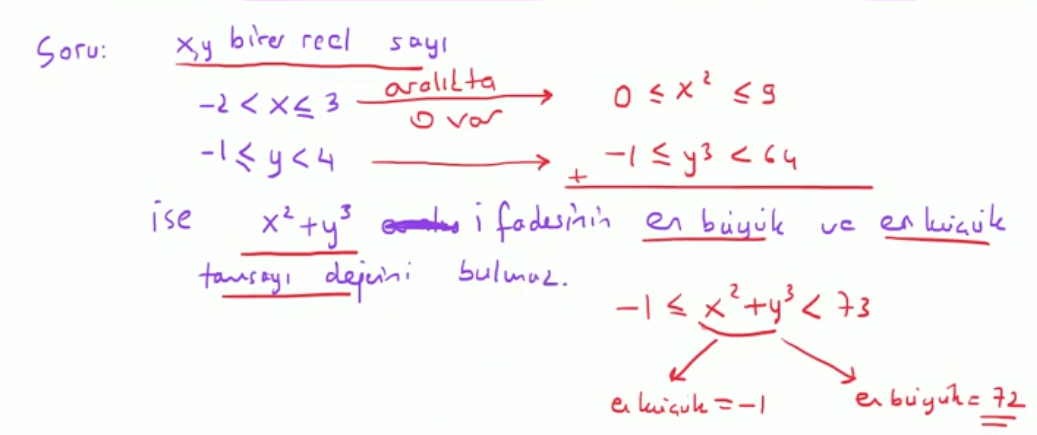 Soru: x,y birer reel sayı
-2 < x ≤ 3 aralıkta 0 var 0 ≤ x² ≤ 9
-1 ≤ y < 4 + -1 ≤ y³ < 64
ise x² + y³ ifadesinin en büyük ve en küçük
tamsayı değerini bulunuz.
-1 ≤ x² + y³ < 73
en küçük = -1 en büyük = 72